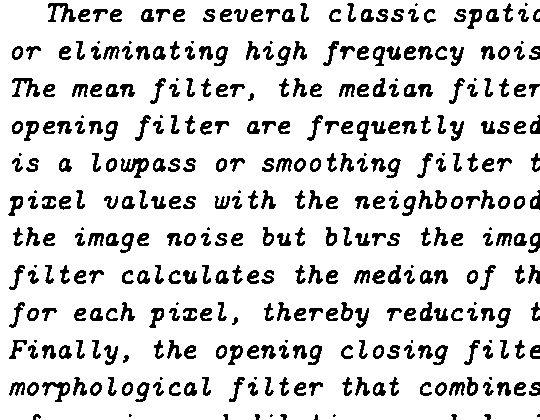 There are several classic spatia
or eliminating high frequency nois
The mean filter, the median filter
opening filter are frequently used
is a lowpass or smoothing filter t
pixel values with the neighborhood
the image noise but blurs the imag
filter calculates the median of th
for each pixel, thereby reducing t
Finally, the opening closing filte
morphological filter that combines